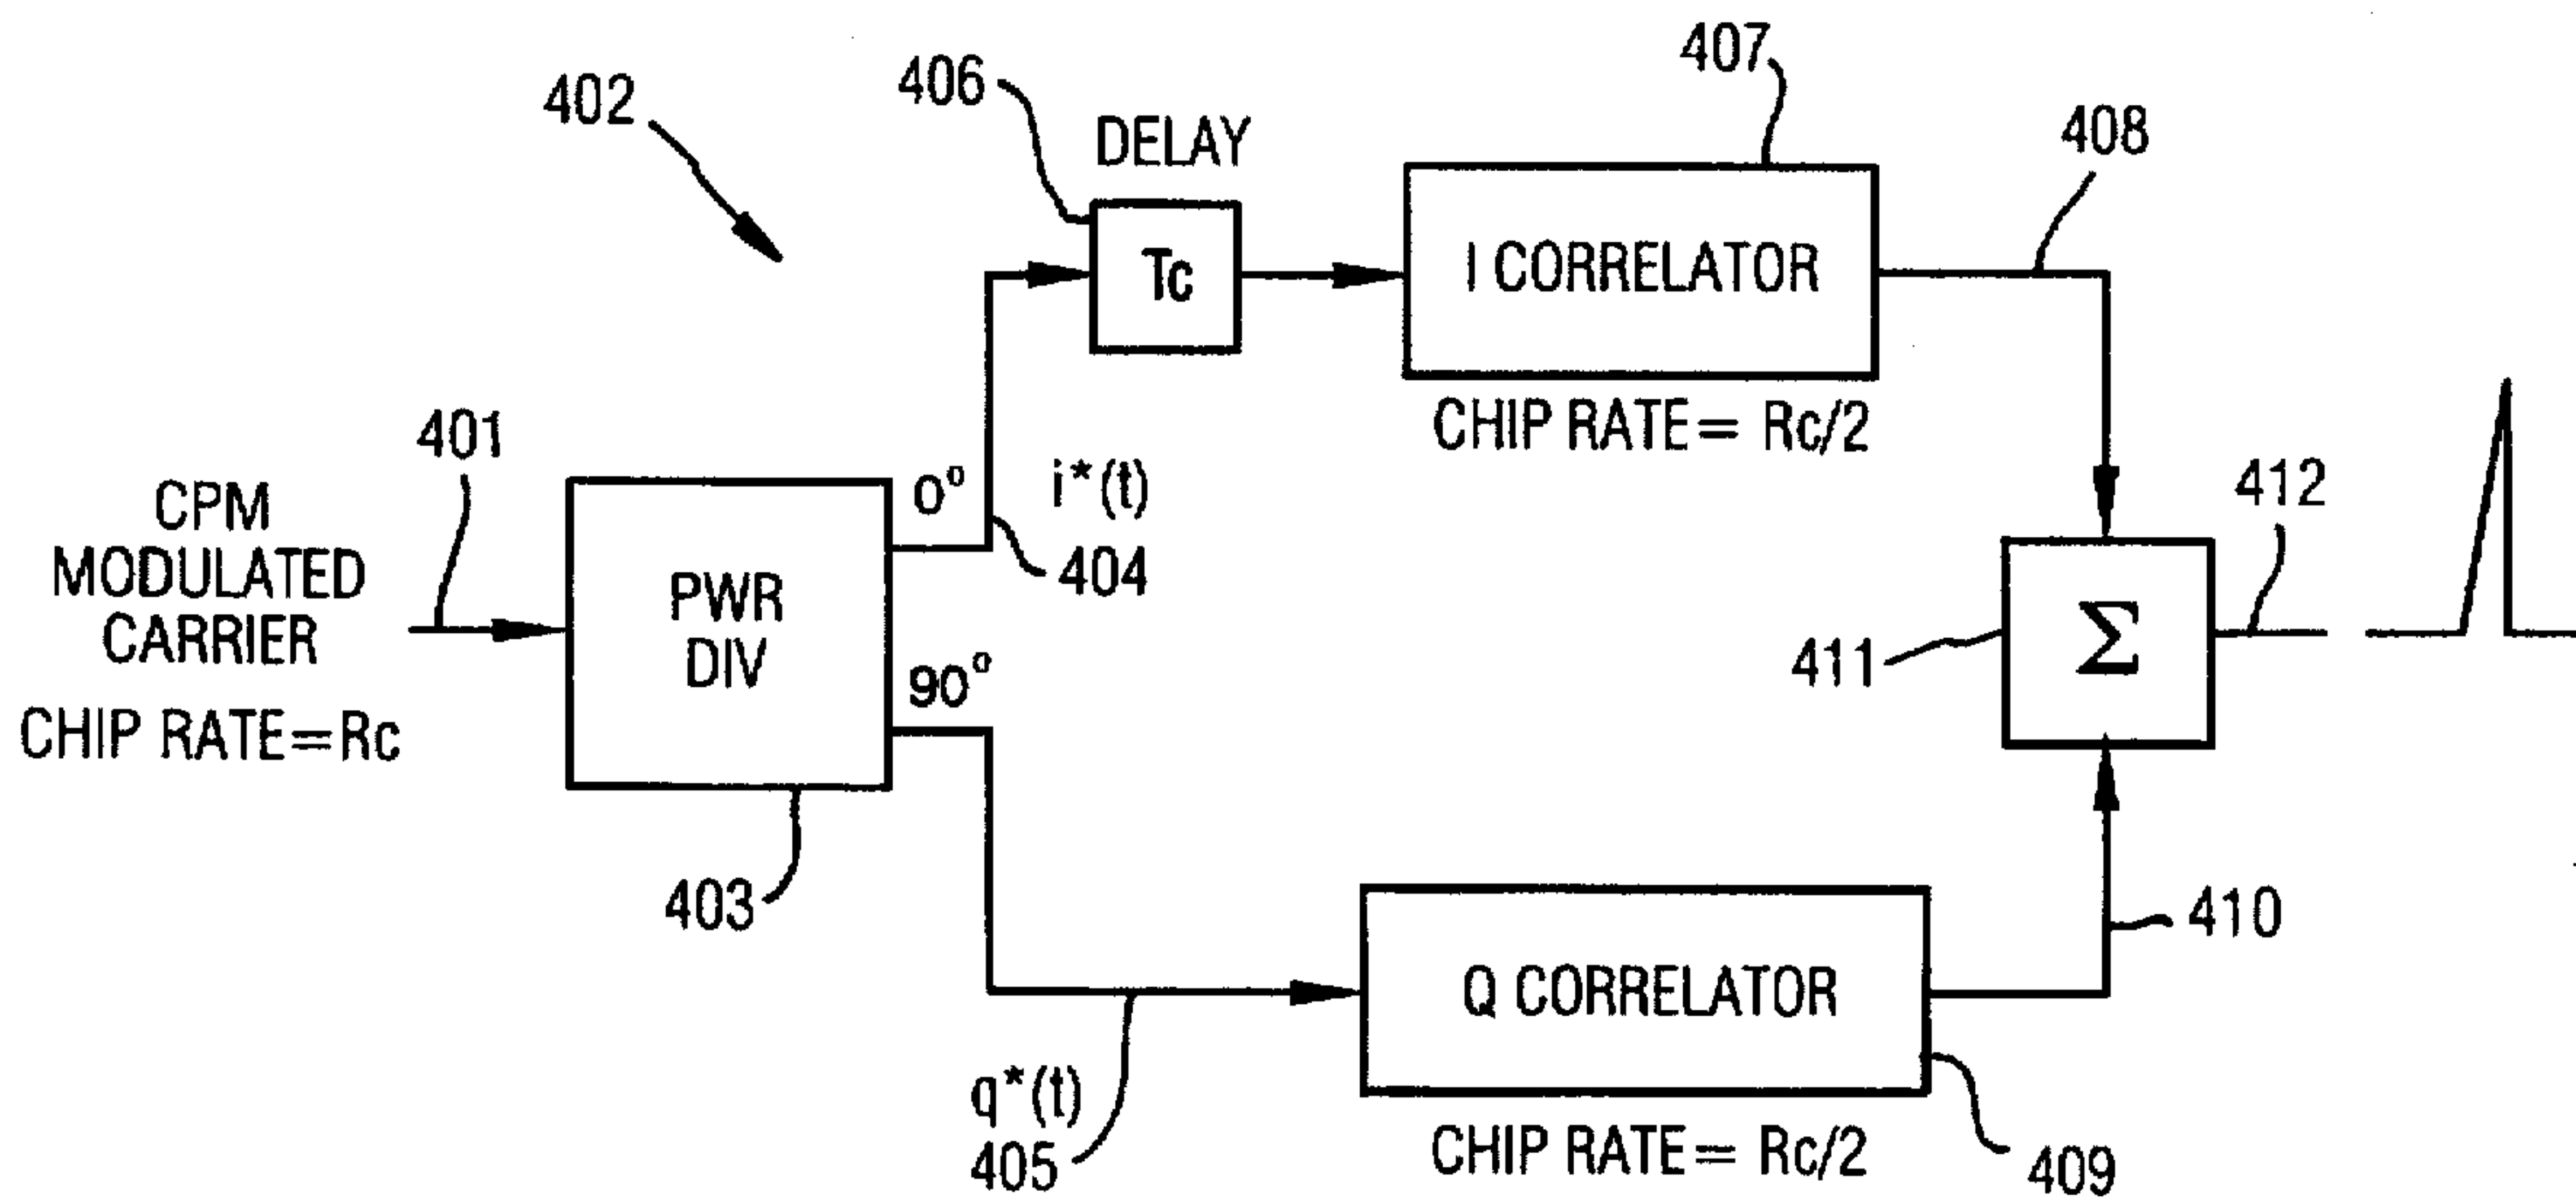 402
406
DELAY
Tc
407
I CORRELATOR
CHIP RATE= Rc/2
408
401
CPM
MODULATED
CARRIER
CHIP RATE=Rc
PWR
DIV
403
0°
i*(t)
404
90°
q*(t)
405
Q CORRELATOR
CHIP RATE= Rc/2
409
410
411
Σ
412